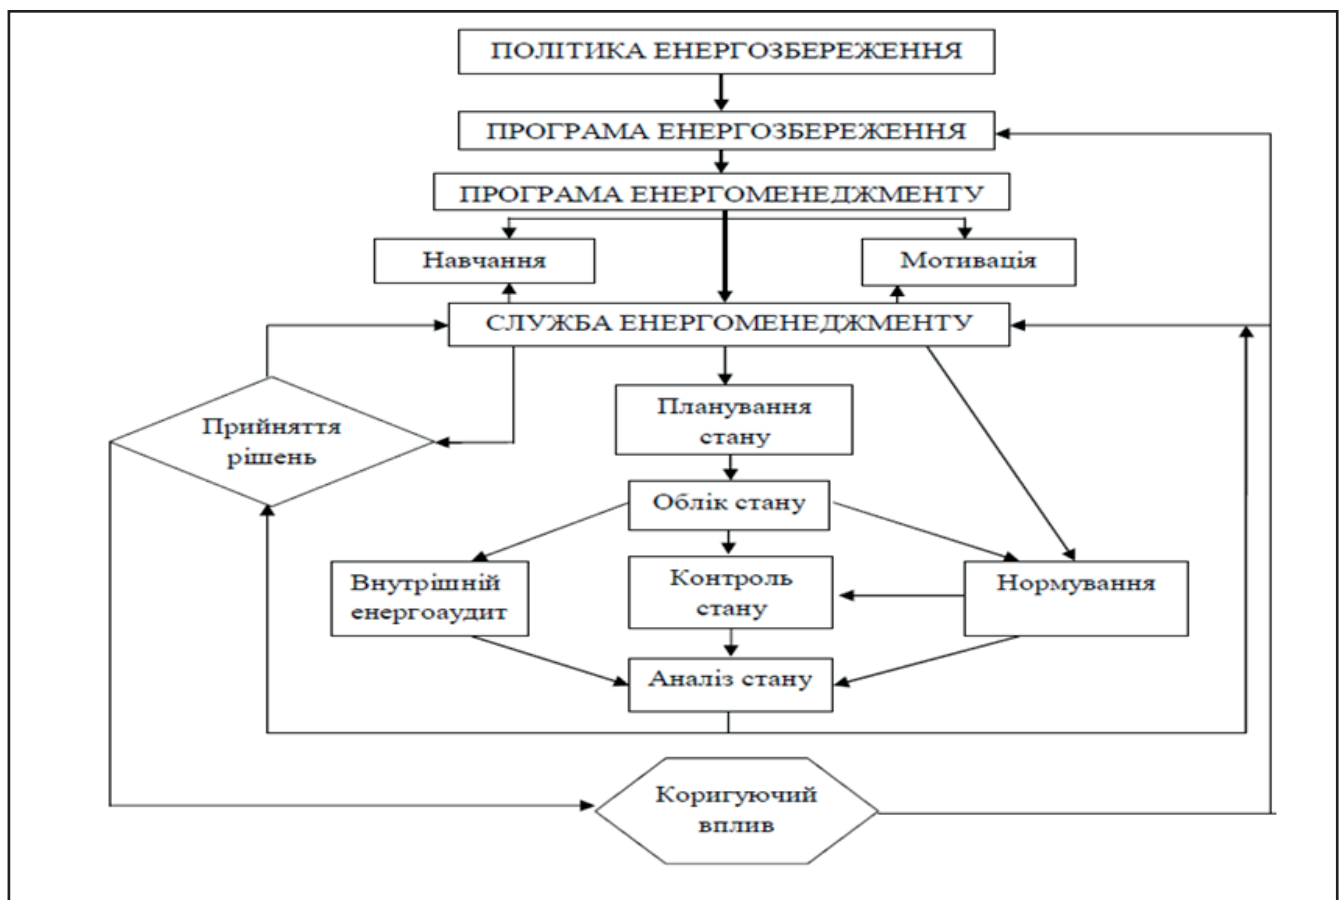 ПОЛІТИКА ЕНЕРГОЗБЕРЕЖЕННЯ
ПРОГРАМА ЕНЕРГОЗБЕРЕЖЕННЯ
ПРОГРАМА ЕНЕРГОМЕНЕДЖМЕНТУ
Навчання
Мотивація
СЛУЖБА ЕНЕРГОМЕНЕДЖМЕНТУ
Прийняття
рішень
Планування
стану
Облік стану
Внутрішній
енергоаудит
Контроль
стану
Нормування
Аналіз стану
Коригуючий
вплив